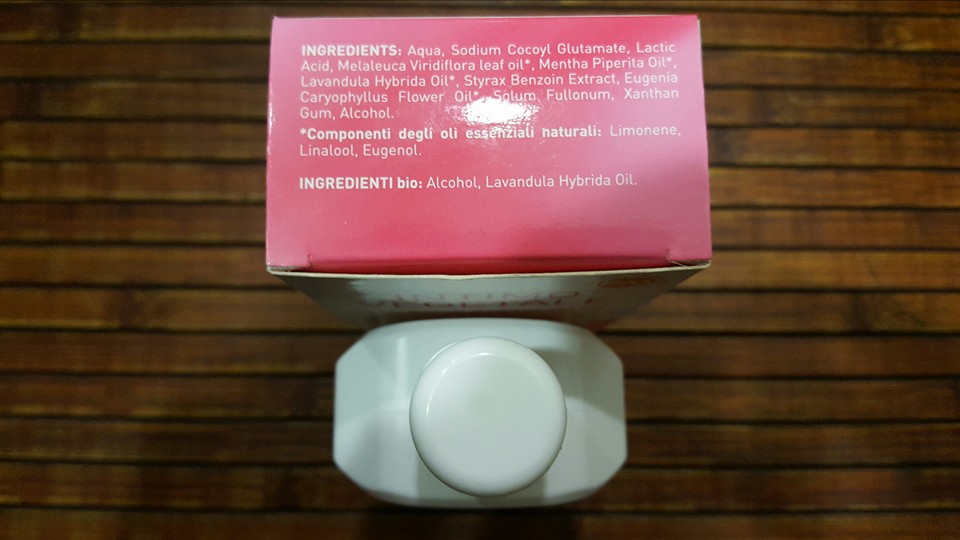 INGREDIENTS: Aqua, Sodium Cocoyl Glutamate, Lactic
Acid, Melaleuca Viridiflora leaf oil*, Mentha Piperita Oil*,
Lavandula Hybrida Oil*, Styrax Benzoin Extract, Eugenia
Caryophyllus Flower Oil*, Solum Fullonum, Xanthan
Gum, Alcohol.
*Componenti degli oli essenziali naturali: Limonene,
Linalool, Eugenol.
INGREDIENTI bio: Alcohol, Lavandula Hybrida Oil.